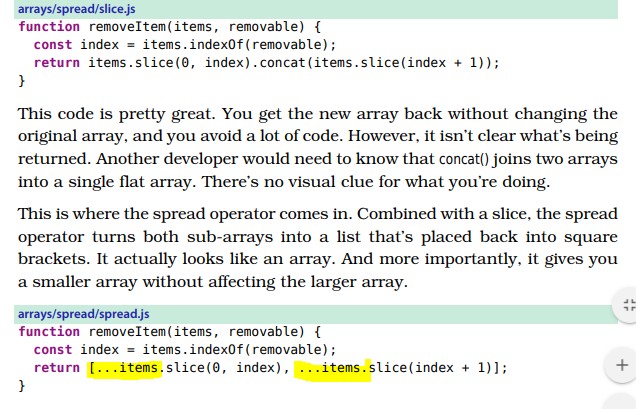 arrays/spread/slice.js
function removeItem(items, removable) {
  const index = items.indexOf(removable);
  return items.slice(0, index).concat(items.slice(index + 1));
}
This code is pretty great. You get the new array back without changing the
original array, and you avoid a lot of code. However, it isn't clear what's being
returned. Another developer would need to know that concat() joins two arrays
into a single flat array. There's no visual clue for what you're doing.
This is where the spread operator comes in. Combined with a slice, the spread
operator turns both sub-arrays into a list that's placed back into square
brackets. It actually looks like an array. And more importantly, it gives you
a smaller array without affecting the larger array.
arrays/spread/spread.js
function removeItem(items, removable) {
  const index = items.indexOf(removable);
  return [...items.slice(0, index), ...items.slice(index + 1)];
}